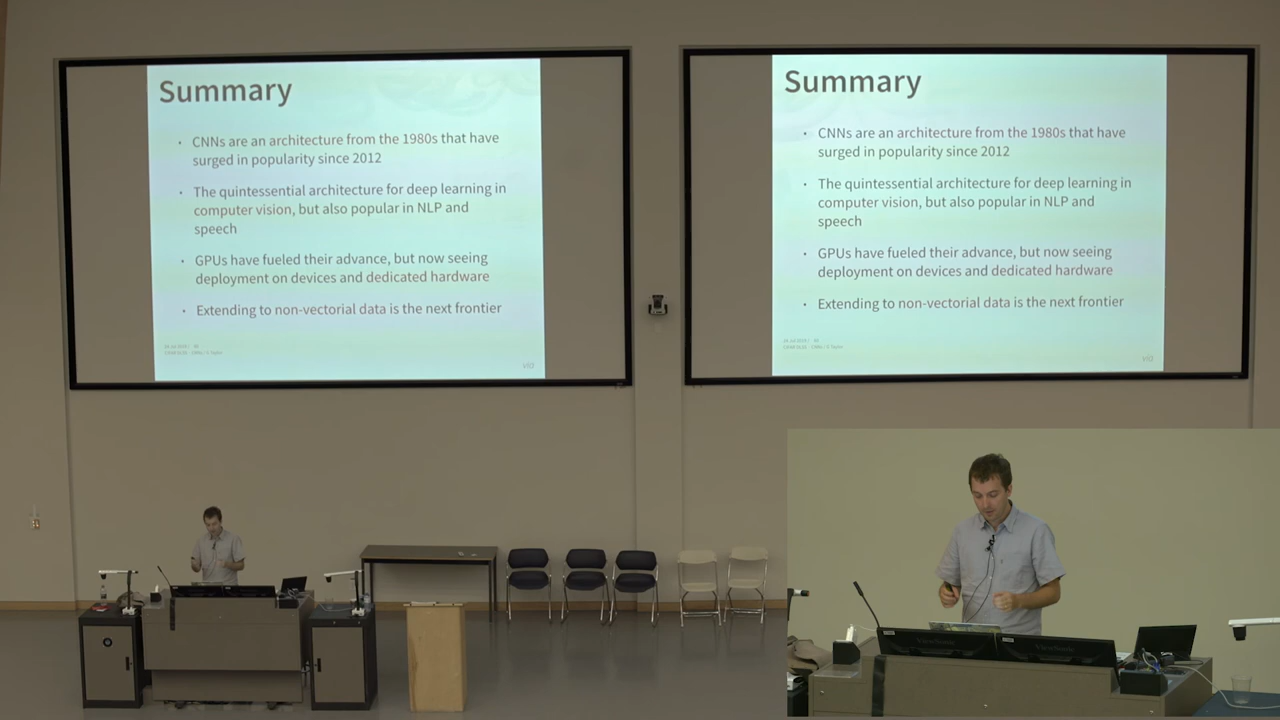 Summary
• CNNs are an architecture from the 1980s that have
surged in popularity since 2012
• The quintessential architecture for deep learning in
computer vision, but also popular in NLP and
speech
• GPUs have fueled their advance, but now seeing
deployment on devices and dedicated hardware
• Extending to non-vectorial data is the next frontier
Summary
• CNNs are an architecture from the 1980s that have
surged in popularity since 2012
• The quintessential architecture for deep learning in
computer vision, but also popular in NLP and
speech
• GPUs have fueled their advance, but now seeing
deployment on devices and dedicated hardware
• Extending to non-vectorial data is the next frontier
ViewSonic
ViewSonic